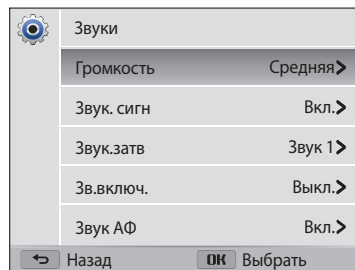 Звуки
Громкость Средняя
Звук. сигн Вкл.
Звук.затв Звук 1
Зв.включ. Выкл.
Звук АФ Вкл.
Назад OK Выбрать